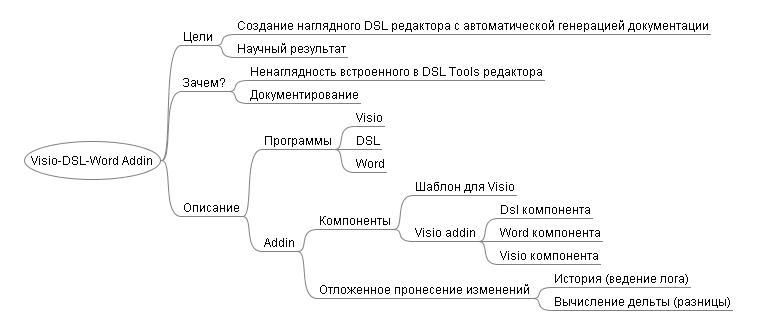 Visio-DSL-Word Addin
Цели
Создание наглядного DSL редактора с автоматической генерацией документации
Научный результат
Зачем?
Ненаглядность встроенного в DSL Tools редактора
Документирование
Описание
Программы
Visio
DSL
Word
Addin
Компоненты
Шаблон для Visio
Visio addin
Dsl компонента
Word компонента
Visio компонента
Отложенное пронесение изменений
История (ведение лога)
Вычисление дельты (разницы)